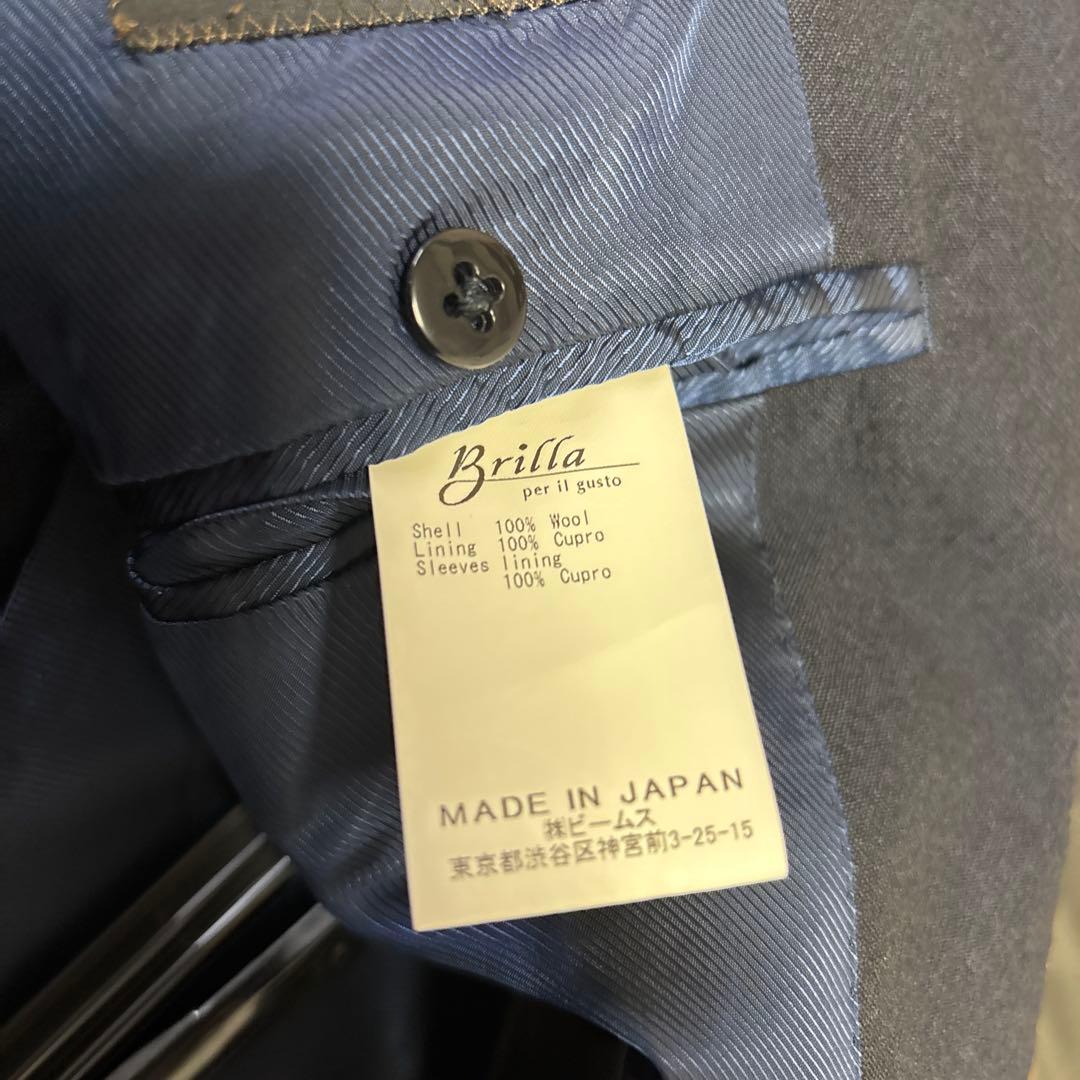 Brilla
per il gusto
Shell 100% Wool
Lining 100% Cupro
Sleeves lining
100% Cupro
MADE IN JAPAN
㈱ビームス
東京都渋谷区神宮前3-25-15